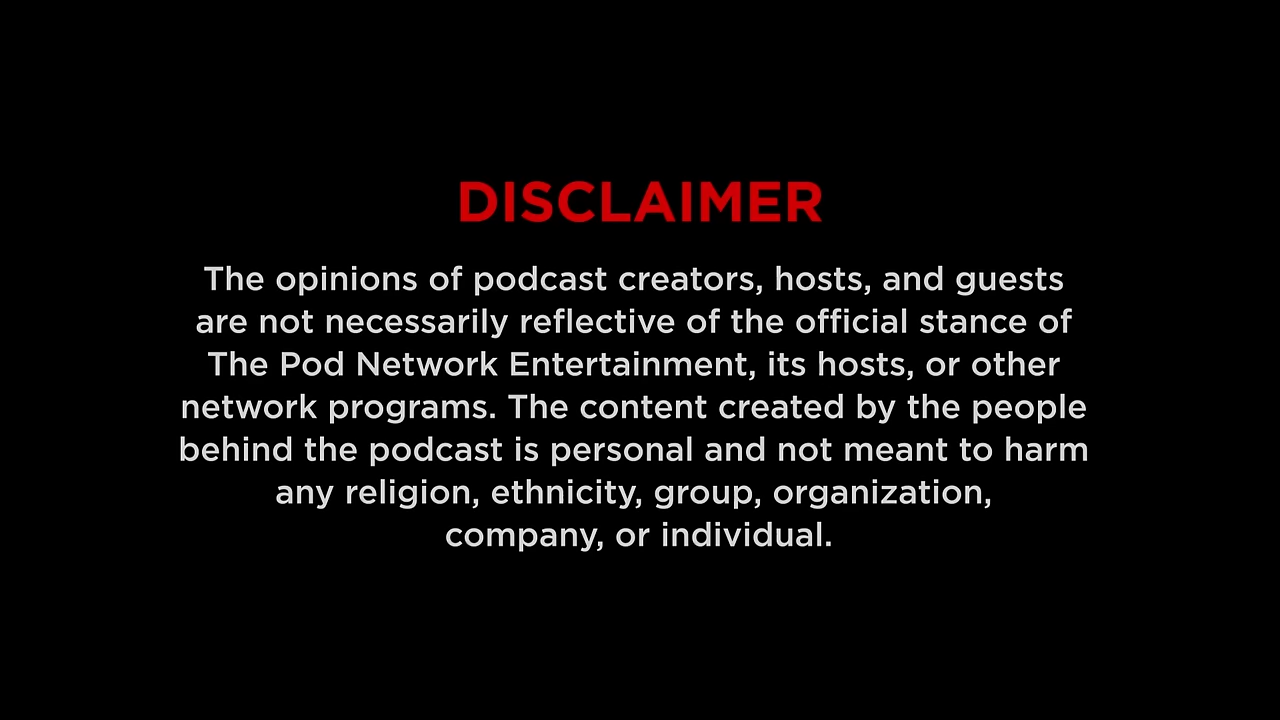 DISCLAIMER
The opinions of podcast creators, hosts, and guests
are not necessarily reflective of the official stance of
The Pod Network Entertainment, its hosts, or other
network programs. The content created by the people
behind the podcast is personal and not meant to harm
any religion, ethnicity, group, organization,
company, or individual.